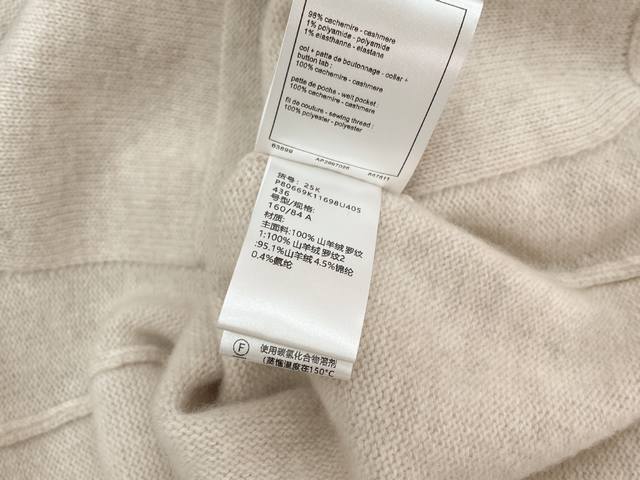 98% cachemire - cashmere
1% polyamide - polyamide
1% elasthanne - elastane
col + patte de boutonnage - collar +
button tab :
100% cachemire - cashmere
patte de poche - welt pocket :
100% cachemire - cashmere
fil de couture - sewing thread :
100% polyester - polyester
63899
货号: 25K
P80669K11698U405
436
号型/规格:
160/84 A
材质:
主面料:100% 山羊绒 罗纹
1:100% 山羊绒 罗纹2
:95.1%山羊绒 4.5%锦纶
0.4%氨纶
F 使用碳氢化合物溶剂
(蒸馏温度在150°C